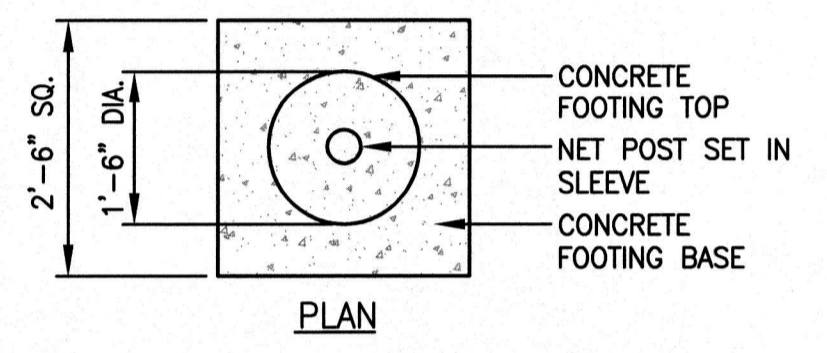 2'-6" SQ.
1'-6" DIA.
CONCRETE
FOOTING TOP
NET POST SET IN
SLEEVE
CONCRETE
FOOTING BASE
PLAN